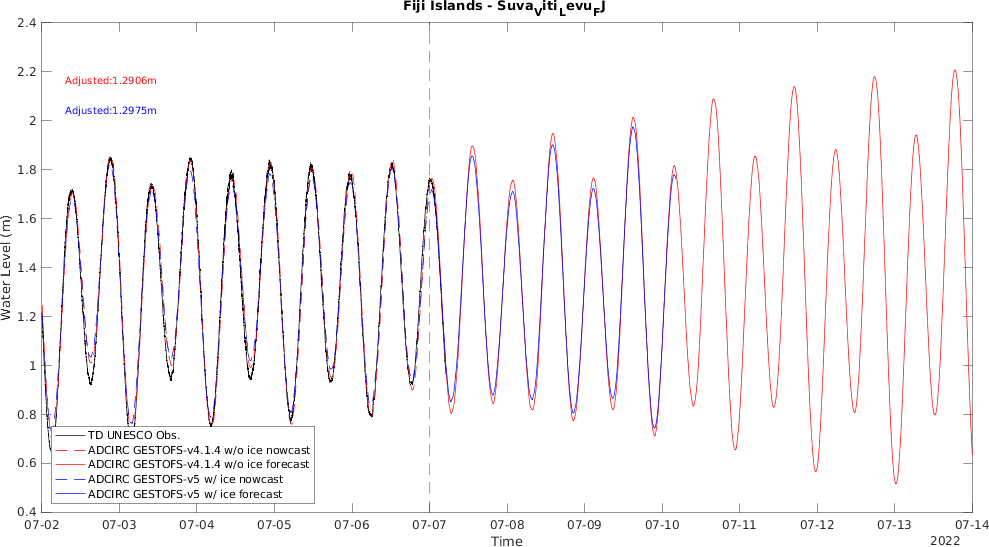 Fiji Islands - Suva_Viti_Levu_FJ
2.4
2.2
2
1.8
1.6
1.4
1.2
1
0.8
0.6
0.4
Water Level (m)
Adjusted:1.2906m
Adjusted:1.2975m
TD UNESCO Obs.
ADCIRC GESTOFS-v4.1.4 w/o ice nowcast
ADCIRC GESTOFS-v4.1.4 w/o ice forecast
ADCIRC GESTOFS-v5 w/ ice nowcast
ADCIRC GESTOFS-v5 w/ ice forecast
07-02 07-03 07-04 07-05 07-06 07-07 07-08 07-09 07-10 07-11 07-12 07-13 07-14
Time
2022